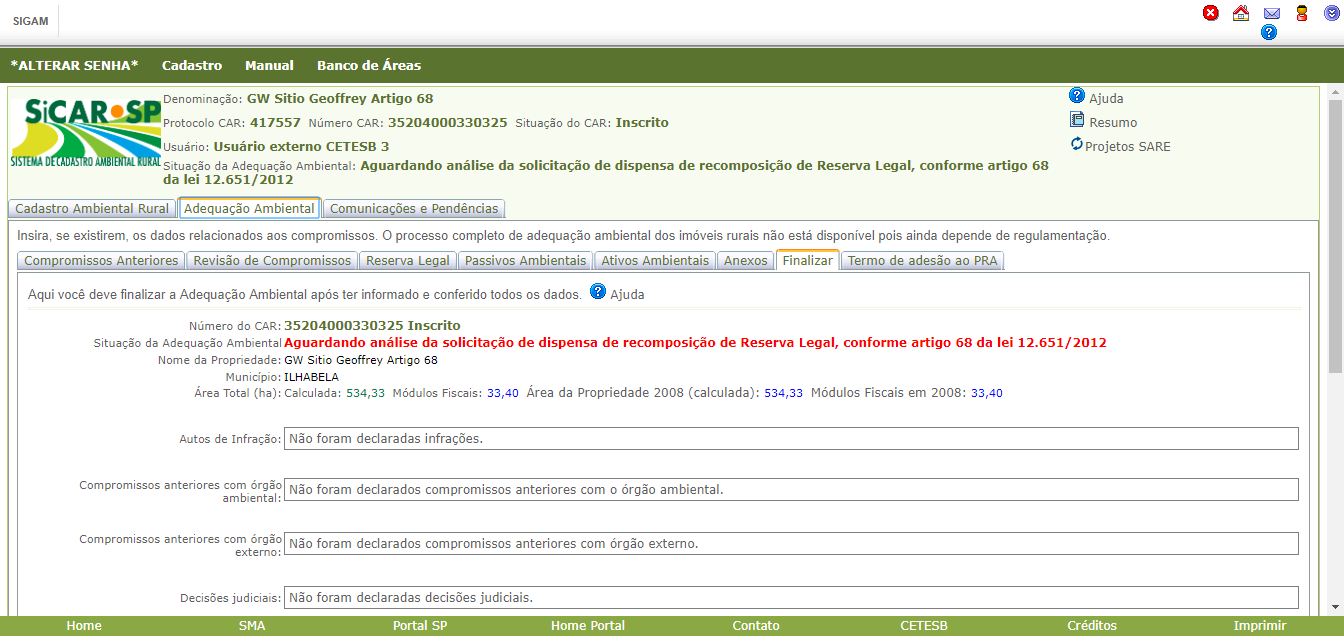 SIGAM
*ALTERAR SENHA* Cadastro Manual Banco de Áreas
SiCAR SP
SISTEMA DE CADASTRO AMBIENTAL RURAL
Denominação: GW Sitio Geoffrey Artigo 68
Protocolo CAR: 417557 Número CAR: 35204000330325 Situação do CAR: Inscrito
Usuário: Usuário externo CETESB 3
Situação da Adequação Ambiental: Aguardando análise da solicitação de dispensa de recomposição de Reserva Legal, conforme artigo 68
da lei 12.651/2012
Ajuda
Resumo
Projetos SARE
Cadastro Ambiental Rural Adequação Ambiental Comunicações e Pendências
Insira, se existirem, os dados relacionados aos compromissos. O processo completo de adequação ambiental dos imóveis rurais não está disponível pois ainda depende de regulamentação.
Compromissos Anteriores Revisão de Compromissos Reserva Legal Passivos Ambientais Ativos Ambientais Anexos Finalizar Termo de adesão ao PRA
Aqui você deve finalizar a Adequação Ambiental após ter informado e conferido todos os dados. Ajuda
Número do CAR: 35204000330325 Inscrito
Situação da Adequação Ambiental Aguardando análise da solicitação de dispensa de recomposição de Reserva Legal, conforme artigo 68 da lei 12.651/2012
Nome da Propriedade: GW Sitio Geoffrey Artigo 68
Município: ILHABELA
Área Total (ha): Calculada: 534,33 Módulos Fiscais: 33,40 Área da Propriedade 2008 (calculada): 534,33 Módulos Fiscais em 2008: 33,40
Autos de Infração: Não foram declaradas infrações.
Compromissos anteriores com órgão
ambiental: Não foram declarados compromissos anteriores com o órgão ambiental.
Compromissos anteriores com órgão
externo: Não foram declarados compromissos anteriores com órgão externo.
Decisões judiciais: Não foram declaradas decisões judiciais.
Home SMA Portal SP Home Portal Contato CETESB Créditos Imprimir